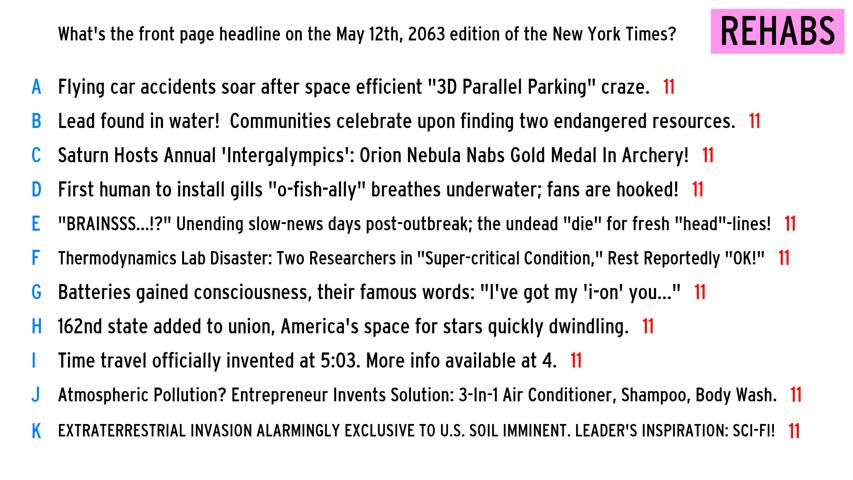 What's the front page headline on the May 12th, 2063 edition of the New York Times?
REHABS
A Flying car accidents soar after space efficient "3D Parallel Parking" craze. 11
B Lead found in water!  Communities celebrate upon finding two endangered resources. 11
C Saturn Hosts Annual 'Intergalympics': Orion Nebula Nabs Gold Medal In Archery! 11
D First human to install gills "o-fish-ally" breathes underwater; fans are hooked! 11
E "BRAINSSS...!?" Unending slow-news days post-outbreak; the undead "die" for fresh "head"-lines! 11
F Thermodynamics Lab Disaster: Two Researchers in "Super-critical Condition," Rest Reportedly "OK!" 11
G Batteries gained consciousness, their famous words: "I've got my 'i-on' you..." 11
H 162nd state added to union, America's space for stars quickly dwindling. 11
I Time travel officially invented at 5:03. More info available at 4. 11
J Atmospheric Pollution? Entrepreneur Invents Solution: 3-In-1 Air Conditioner, Shampoo, Body Wash. 11
K EXTRATERRESTRIAL INVASION ALARMINGLY EXCLUSIVE TO U.S. SOIL IMMINENT. LEADER'S INSPIRATION: SCI-FI! 11